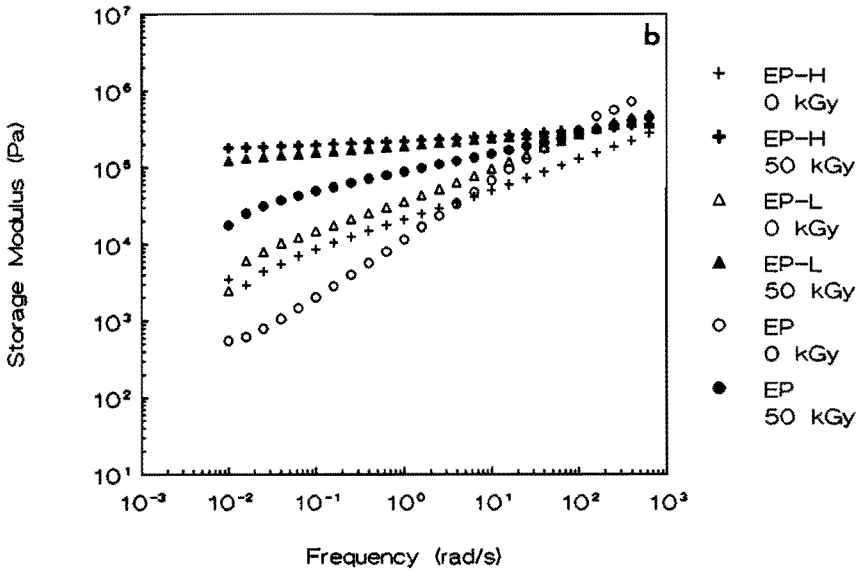 b
Storage Modulus (Pa)
10⁷
10⁶
10⁵
10⁴
10³
10²
10¹
10⁻³
10⁻²
10⁻¹
10⁰
10¹
10²
10³
Frequency (rad/s)
EP-H
0 kGy
EP-H
50 kGy
EP-L
0 kGy
EP-L
50 kGy
EP
0 kGy
EP
50 kGy